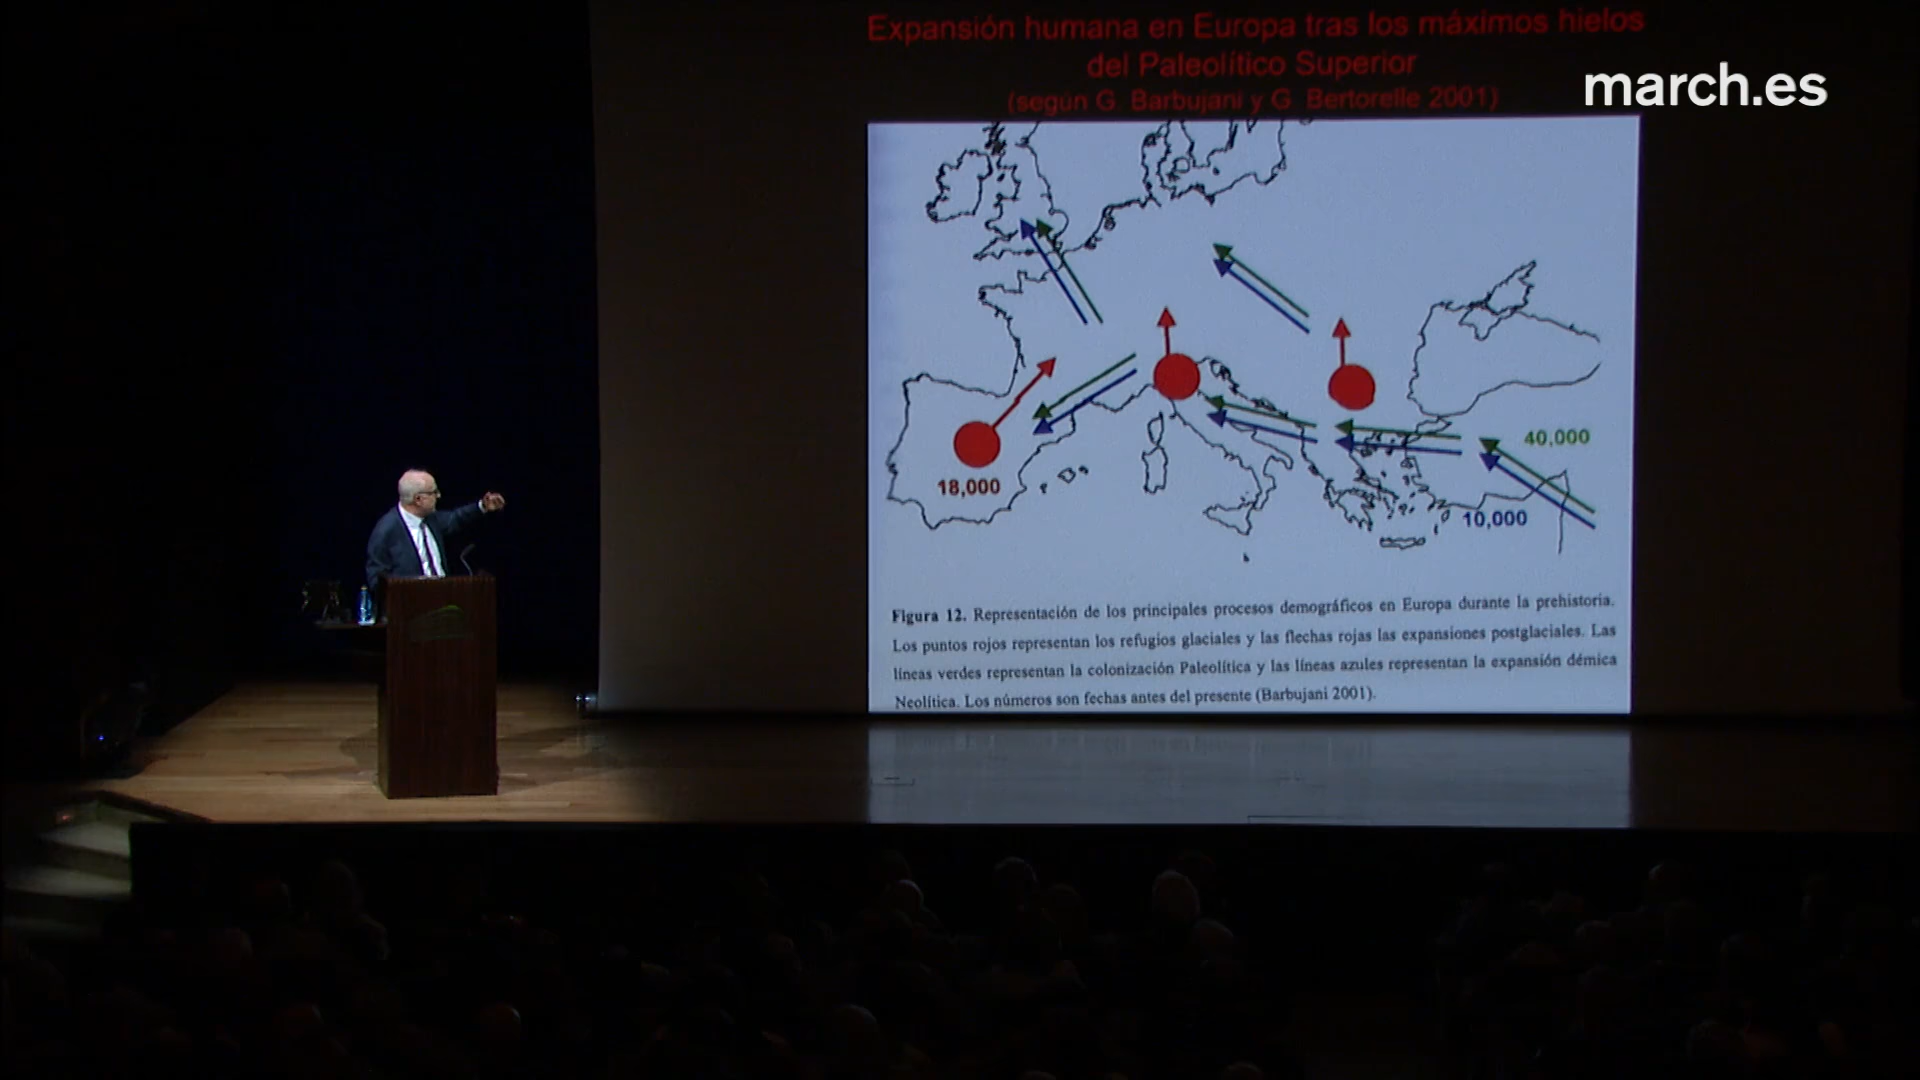 Expansión humana en Europa tras los máximos hielos
del Paleolítico Superior
(según G. Barbujani y G. Bertorelle 2001)
march.es
40,000
18,000
10,000
Figura 12. Representación de los principales procesos demográficos en Europa durante la prehistoria.
Los puntos rojos representan los refugios glaciales y las flechas rojas las expansiones postglaciales. Las
líneas verdes representan la colonización Paleolítica y las líneas azules representan la expansión démica
Neolítica. Los números son fechas antes del presente (Barbujani 2001).